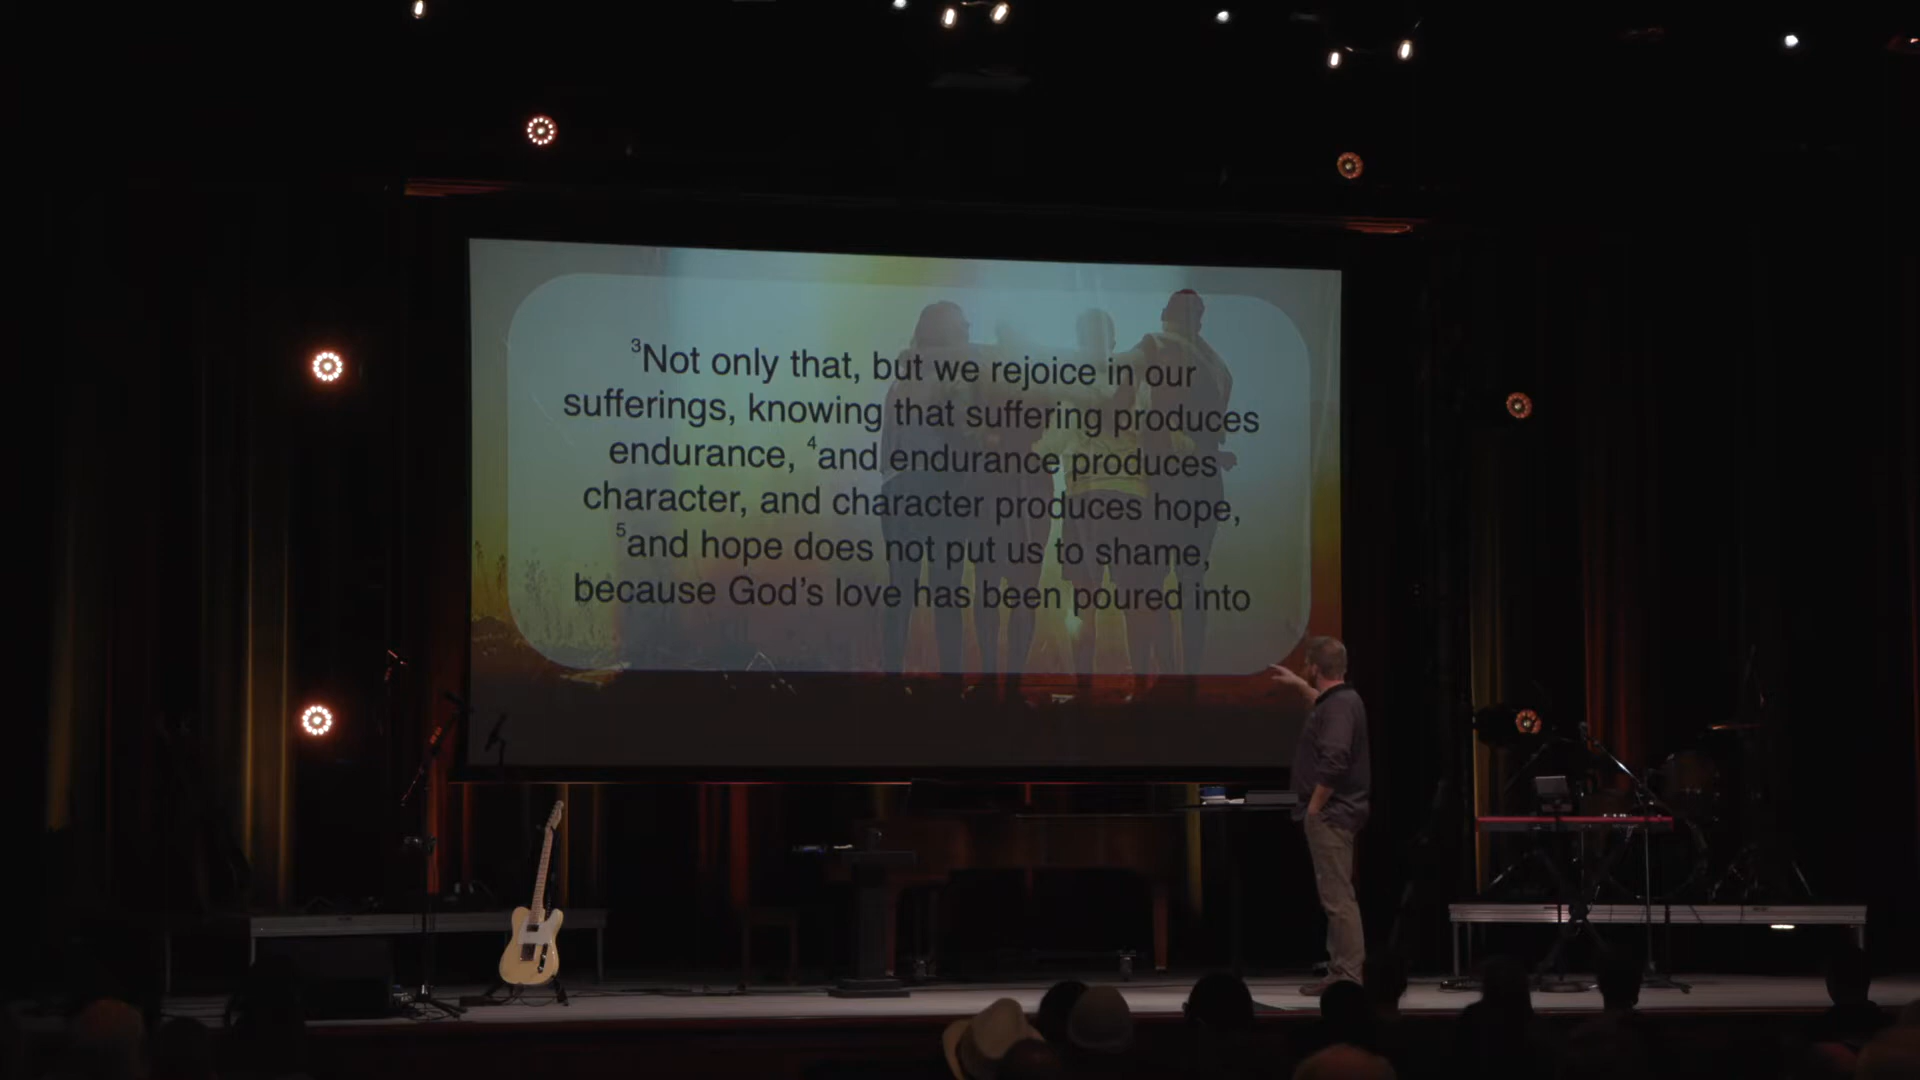 ³Not only that, but we rejoice in our
sufferings, knowing that suffering produces
endurance, ⁴and endurance produces
character, and character produces hope,
⁵and hope does not put us to shame,
because God’s love has been poured into